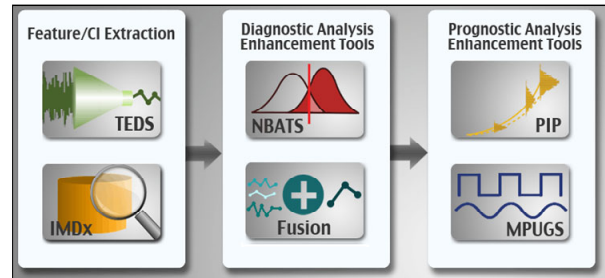 Feature/CI Extraction
TEDS
IMDx
Diagnostic Analysis
Enhancement Tools
NBATS
Fusion
Prognostic Analysis
Enhancement Tools
PIP
MPUGS